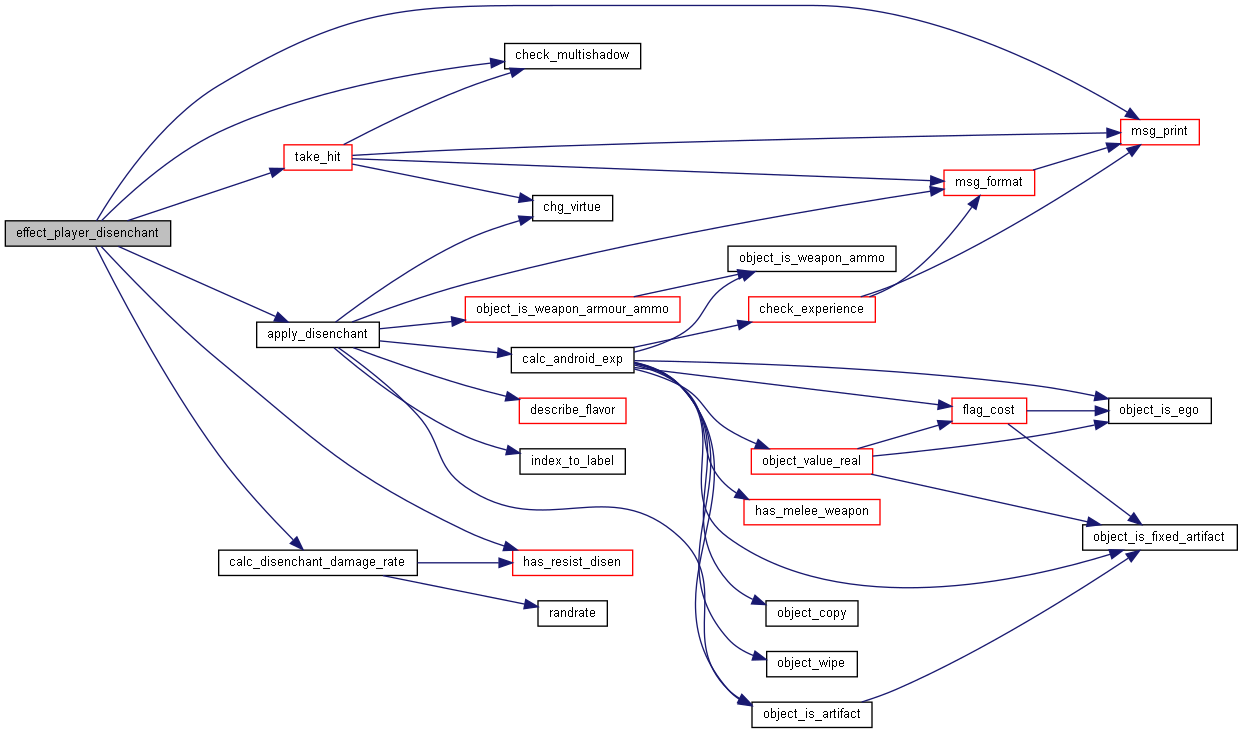 check_multishadow
msg_print
take_hit
msg_format
chg_virtue
effect_player_disenchant
object_is_weapon_ammo
object_is_weapon_armour_ammo
check_experience
apply_disenchant
calc_android_exp
describe_flavor
flag_cost
object_is_ego
index_to_label
object_value_real
has_melee_weapon
object_is_fixed_artifact
calc_disenchant_damage_rate
has_resist_disen
randrate
object_copy
object_wipe
object_is_artifact